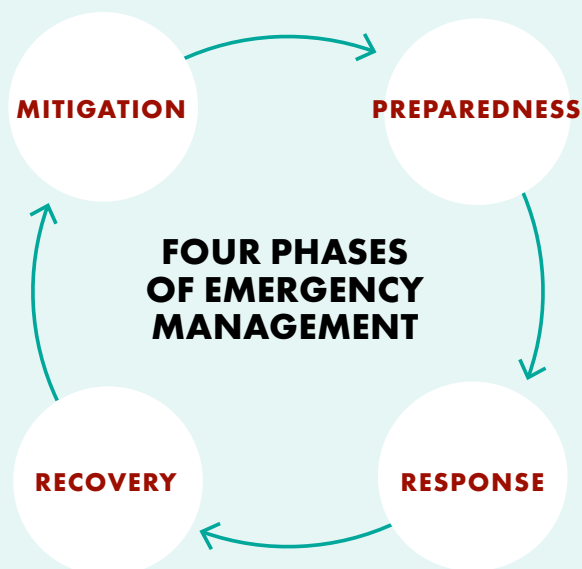 MITIGATION
PREPAREDNESS
FOUR PHASES
OF EMERGENCY
MANAGEMENT
RECOVERY
RESPONSE